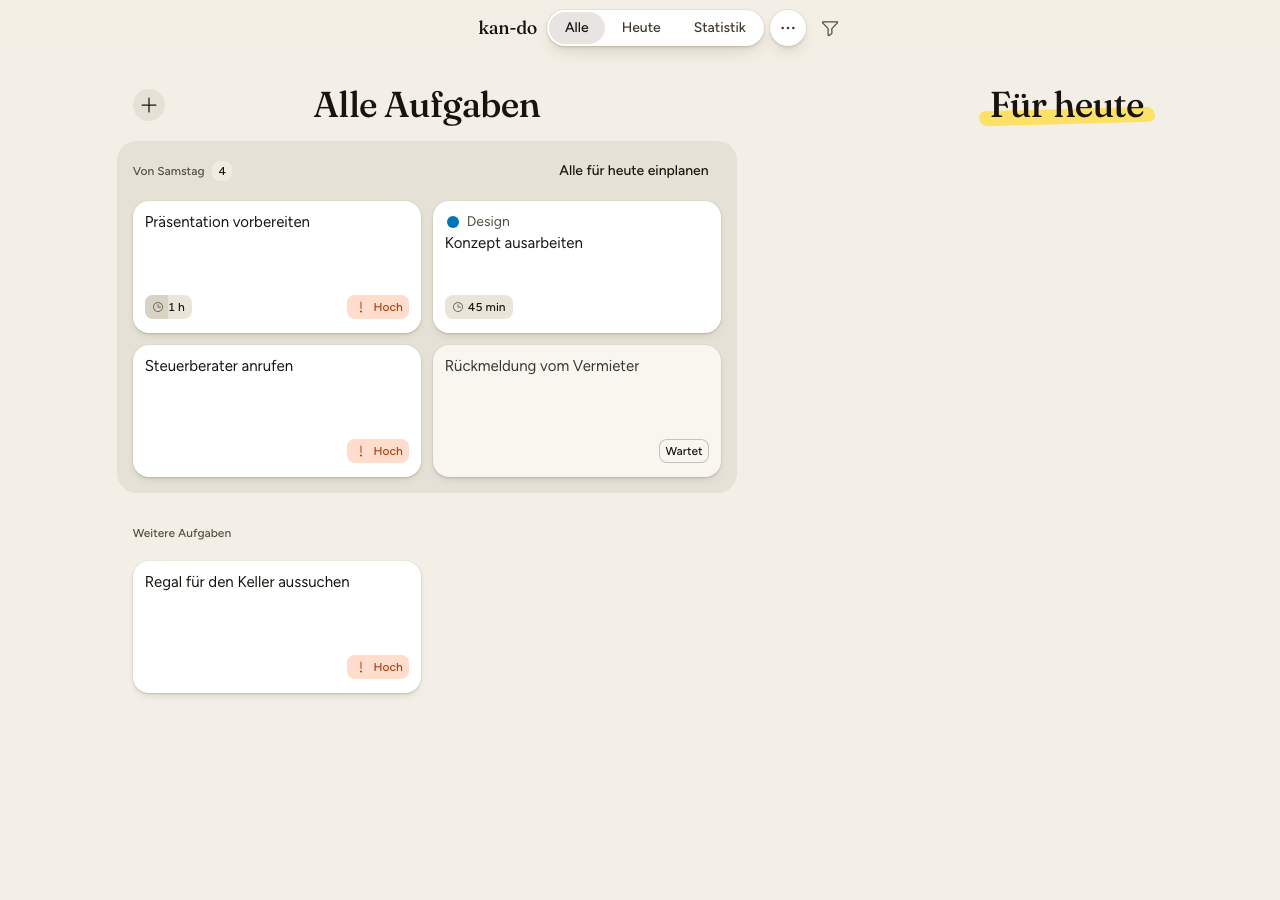 kan-do
Alle
Heute
Statistik
Alle Aufgaben
Für heute
Von Samstag 4
Alle für heute einplanen
Präsentation vorbereiten
1 h
Hoch
Design
Konzept ausarbeiten
45 min
Steuerberater anrufen
Hoch
Rückmeldung vom Vermieter
Wartet
Weitere Aufgaben
Regal für den Keller aussuchen
Hoch